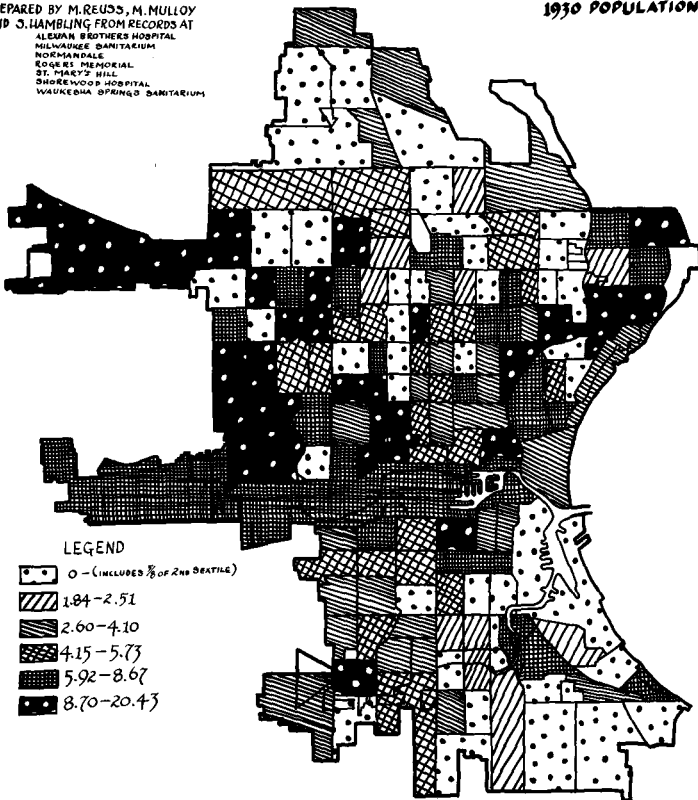 EPARED BY M.REUSS, M.MULLOY
ID S.HAMBLING FROM RECORDS AT
ALEXIAN BROTHERS HOSPITAL
MILWAUKEE SANITARIUM
NORMANDALE
ROGERS MEMORIAL
ST. MARY'S HILL
SHOREWOOD HOSPITAL
WAUKESHA SPRINGS SANITARIUM
1930 POPULATION
LEGEND
0-(INCLUDES 5/8 OF 2ND SEXTILE)
1.84-2.51
2.60-4.10
4.15-5.73
5.92-8.67
8.70-20.43